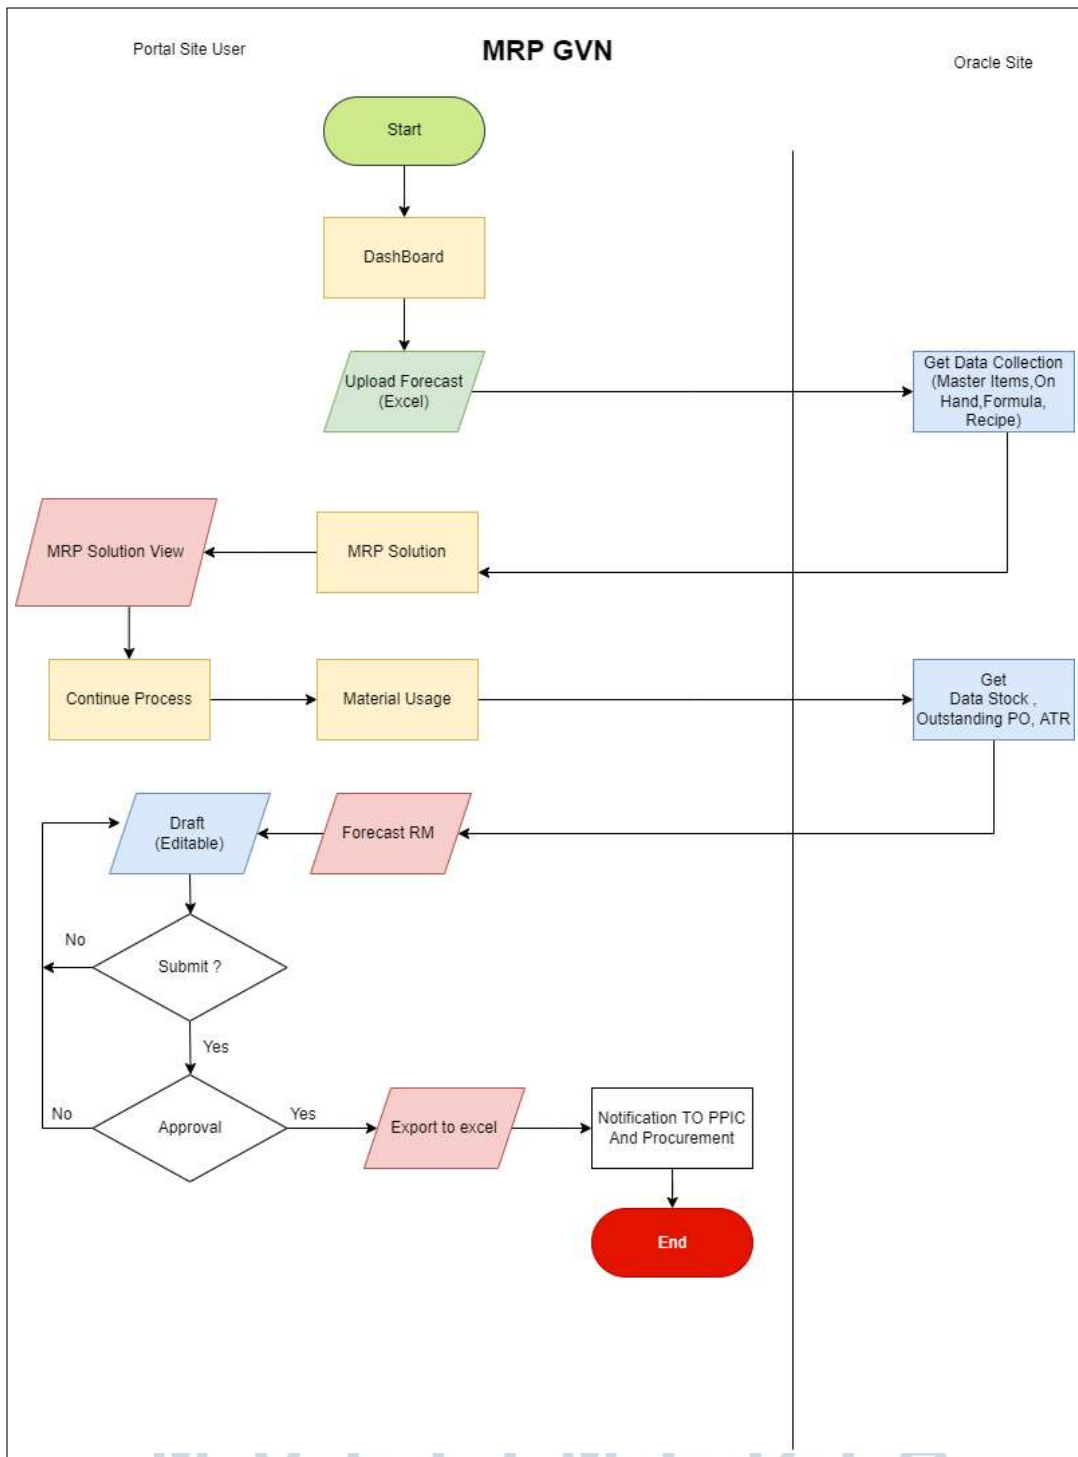 Portal Site User
MRP GVN
Oracle Site
Start
DashBoard
Upload Forecast
(Excel)
Get Data Collection
(Master Items,On
Hand,Formula,
Recipe)
MRP Solution View
MRP Solution
Continue Process
Material Usage
Get
Data Stock ,
Outstanding PO, ATR
Draft
(Editable)
Forecast RM
No
Submit ?
Yes
No
Approval
Yes
Export to excel
Notification TO PPIC
And Procurement
End